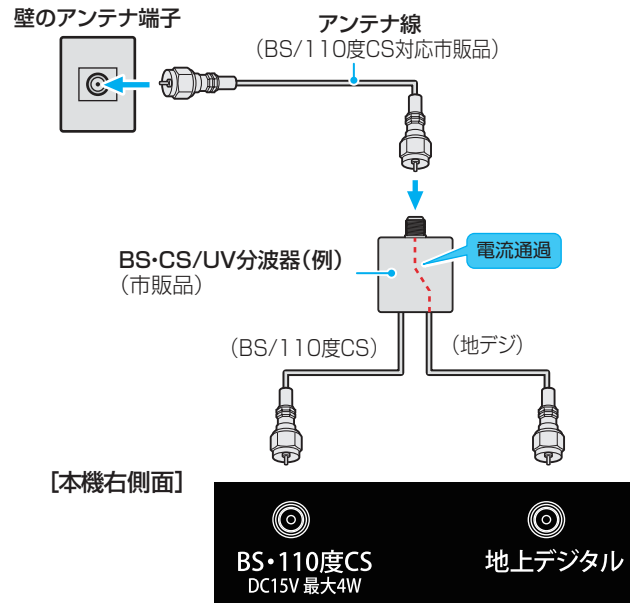 壁のアンテナ端子
アンテナ線
（BS/110度CS対応市販品）
BS・CS/UV分波器（例）
（市販品）
電流通過
（BS/110度CS）
（地デジ）
［本機右側面］
BS・110度CS
DC15V 最大4W
地上デジタル